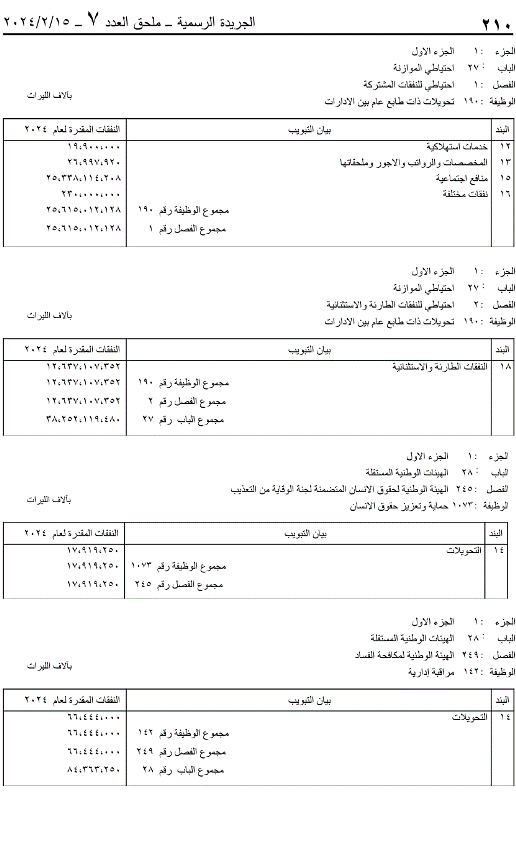 ٢١٠ الجريدة الرسمية – ملحق العدد ٧ – ٢٠٢٤/٢/١٥
الجزء : ١ الجزء الاول
الباب : ٢٧ احتياطي الموازنة
الفصل : ١ احتياطي للنفقات المشتركة
الوظيفة : ١٩٠ تحويلات ذات طابع عام بين الادارات
بآلاف الليرات
البند بيان التبويب النفقات المقدرة لعام ٢٠٢٤
١٢ خدمات استهلاكية ١٩،٩٠٠،٠٠٠
١٣ المخصصات والرواتب والاجور وملحقاتها ٢٦،٩٩٧،٩٢٠
١٥ منافع اجتماعية ٢٥،٣٣٨،١١٤،٢٠٨
١٦ نفقات مختلفة ٢٣٠،٠٠٠،٠٠٠
مجموع الوظيفة رقم ١٩٠ ٢٥،٦١٥،٠١٢،١٢٨
مجموع الفصل رقم ١ ٢٥،٦١٥،٠١٢،١٢٨
الجزء : ١ الجزء الاول
الباب : ٢٧ احتياطي الموازنة
الفصل : ٢ احتياطي للنفقات الطارئة والاستثنائية
الوظيفة : ١٩٠ تحويلات ذات طابع عام بين الادارات
بآلاف الليرات
البند بيان التبويب النفقات المقدرة لعام ٢٠٢٤
١٨ النفقات الطارئة والاستثنائية ١٢،٦٣٧،١٠٧،٣٥٢
مجموع الوظيفة رقم ١٩٠ ١٢،٦٣٧،١٠٧،٣٥٢
مجموع الفصل رقم ٢ ١٢،٦٣٧،١٠٧،٣٥٢
مجموع الباب رقم ٢٧ ٣٨،٢٥٢،١١٩،٤٨٠
الجزء : ١ الجزء الاول
الباب : ٢٨ الهيئات الوطنية المستقلة
الفصل : ٢٤٥ الهيئة الوطنية لحقوق الانسان المتضمنة لجنة الوقاية من التعذيب
الوظيفة : ١٠٧٣ حماية وتعزيز حقوق الانسان
بآلاف الليرات
البند بيان التبويب النفقات المقدرة لعام ٢٠٢٤
١٤ التحويلات ١٧،٩١٩،٢٥٠
مجموع الوظيفة رقم ١٠٧٣ ١٧،٩١٩،٢٥٠
مجموع الفصل رقم ٢٤٥ ١٧،٩١٩،٢٥٠
الجزء : ١ الجزء الاول
الباب : ٢٨ الهيئات الوطنية المستقلة
الفصل : ٢٤٩ الهيئة الوطنية لمكافحة الفساد
الوظيفة : ١٤٢ مراقبة إدارية
بآلاف الليرات
البند بيان التبويب النفقات المقدرة لعام ٢٠٢٤
١٤ التحويلات ٦٦،٤٤٤،٠٠٠
مجموع الوظيفة رقم ١٤٢ ٦٦،٤٤٤،٠٠٠
مجموع الفصل رقم ٢٤٩ ٦٦،٤٤٤،٠٠٠
مجموع الباب رقم ٢٨ ٨٤،٣٦٣،٢٥٠